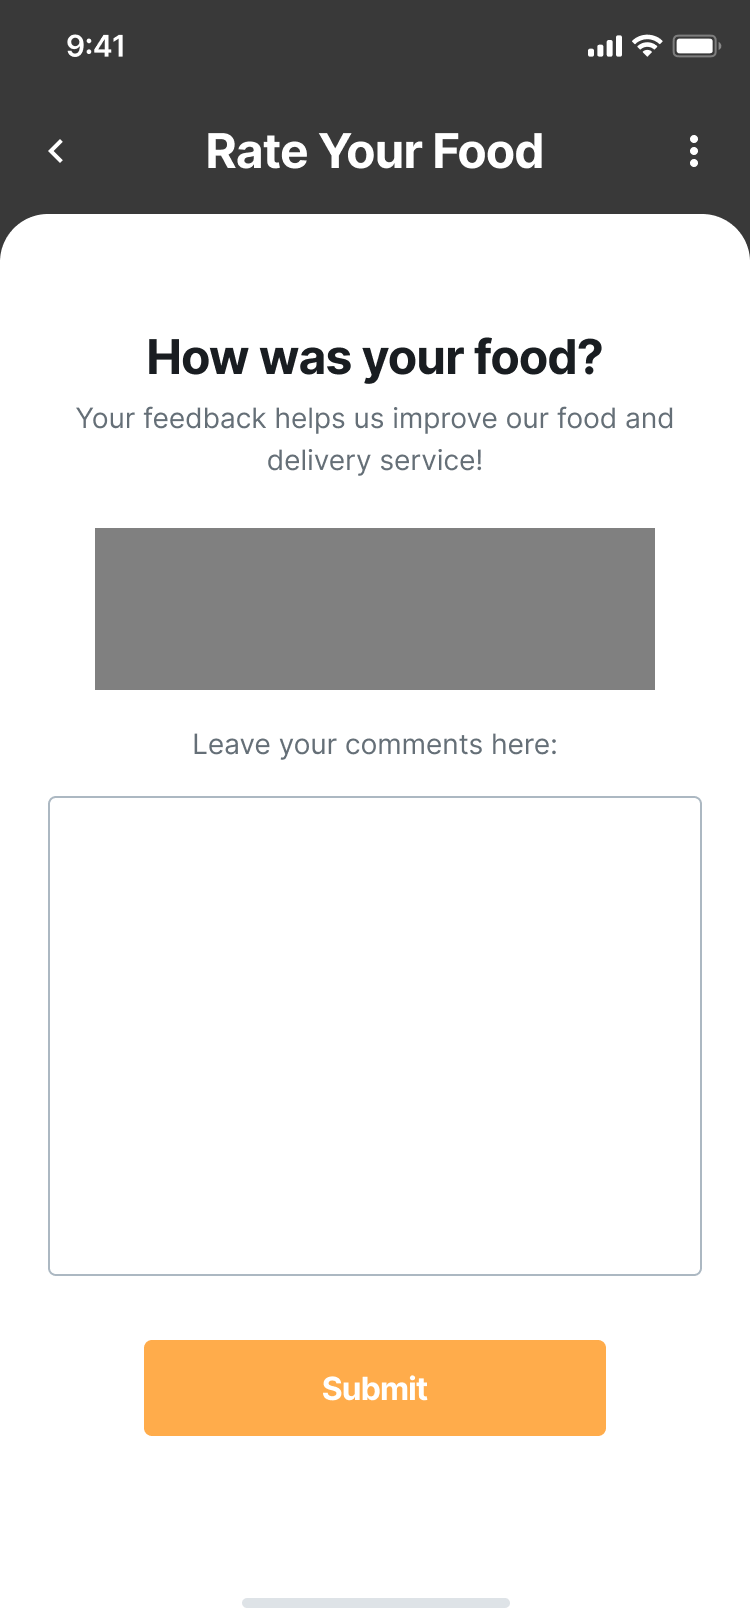 9:41
Rate Your Food
How was your food?
Your feedback helps us improve our food and
delivery service!
Leave your comments here:
Submit